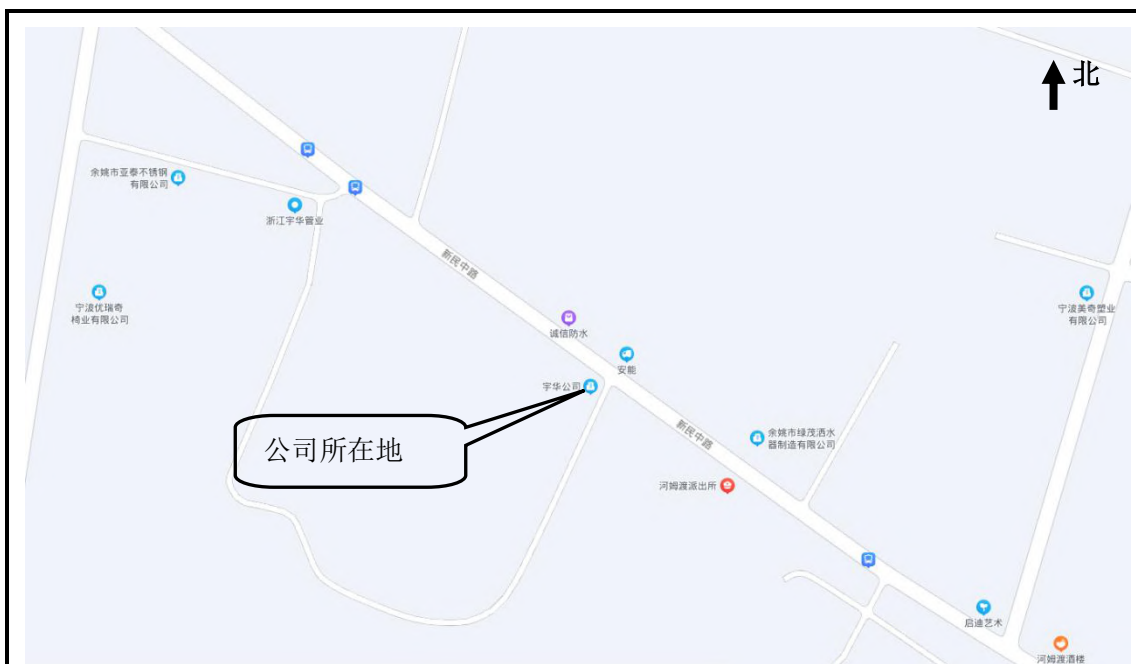 北
余姚市亚泰不锈钢
有限公司
浙江宇华管业
新民中路
宁波优瑞奇
椅业有限公司
宁波美奇塑业
有限公司
诚信防水
安能
宇华公司
公司所在地
新民中路
余姚市绿茂洒水
器制造有限公司
河姆渡派出所
启迪艺术
河姆渡酒楼